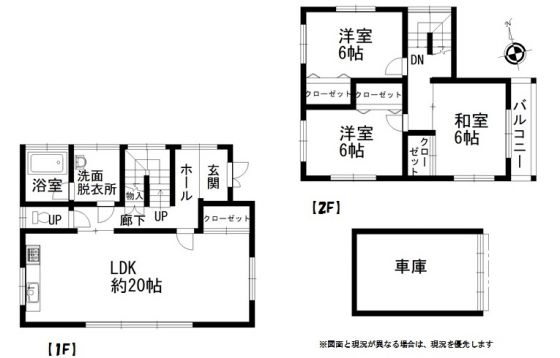 洋室
6帖
DN
クローゼット
クローゼット
洋室
6帖
クローゼット
和室
6帖
バルコニー
【2F】
浴室
洗面
脱衣所
物入
ホール
玄関
UP
廊下
UP
クローゼット
LDK
約20帖
【1F】
車庫
※図面と現況が異なる場合は、現況を優先します